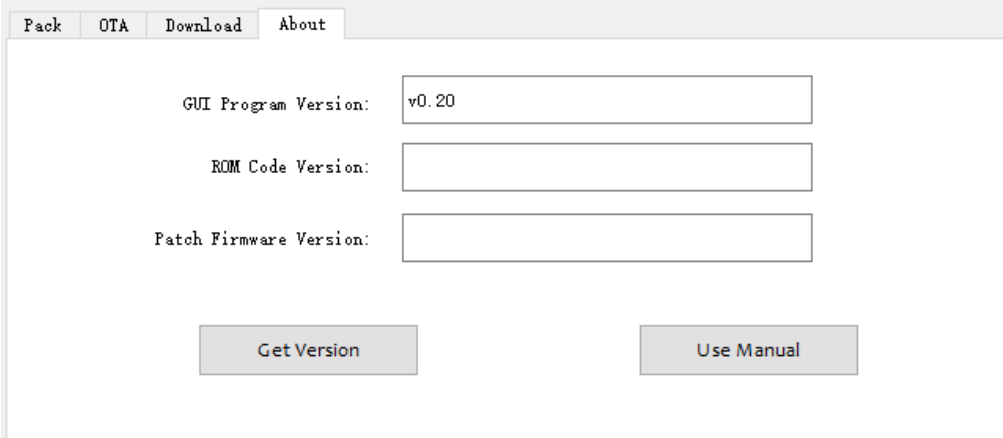 Pack OTA Download About
GUI Program Version: v0.20
ROM Code Version:
Patch Firmware Version:
Get Version Use Manual